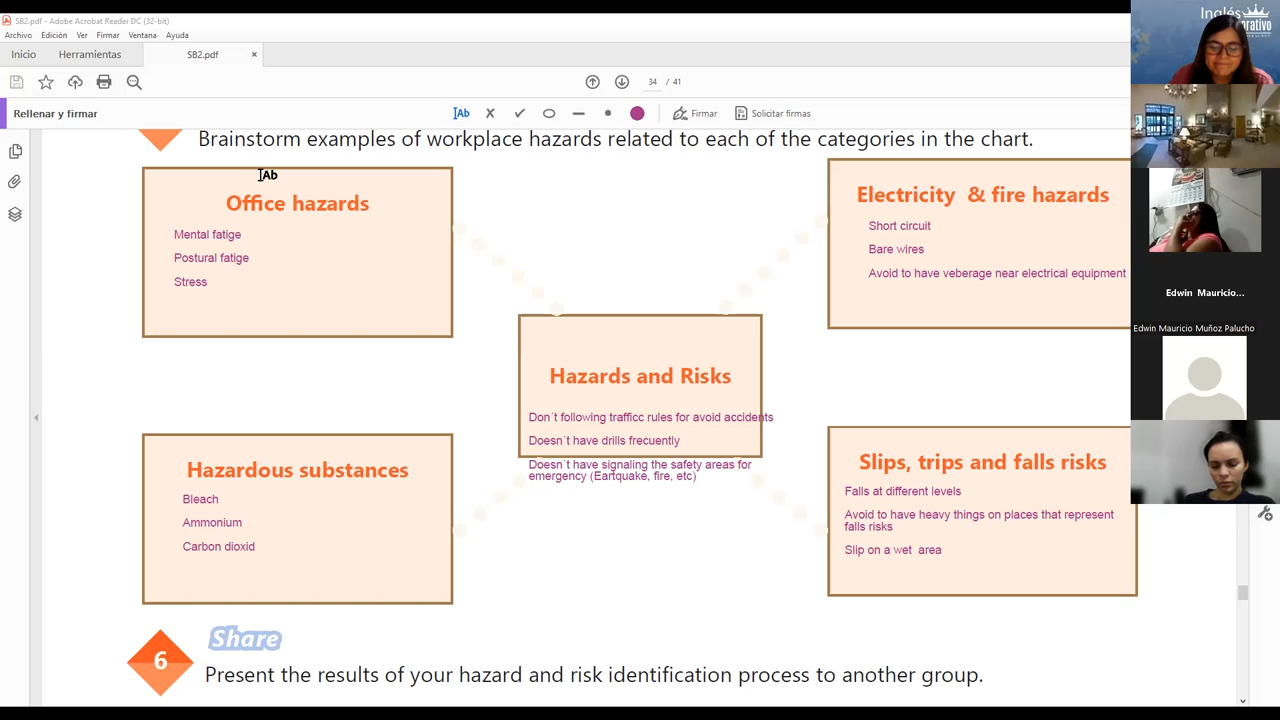 SB2.pdf - Adobe Acrobat Reader DC (32-bit)
Archivo Edición Ver Firmar Ventana Ayuda
Inicio Herramientas SB2.pdf ×
34 / 41
Rellenar y firmar
Ab
Firmar
Solicitar firmas
Brainstorm examples of workplace hazards related to each of the categories in the chart.
Ab
Office hazards
Mental fatige
Postural fatige
Stress
Electricity & fire hazards
Short circuit
Bare wires
Avoid to have veberage near electrical equipment
Hazards and Risks
Don´t following trafficc rules for avoid accidents
Doesn´t have drills frecuently
Doesn´t have signaling the safety areas for
emergency (Eartquake, fire, etc)
Hazardous substances
Bleach
Ammonium
Carbon dioxid
Slips, trips and falls risks
Falls at different levels
Avoid to have heavy things on places that represent
falls risks
Slip on a wet area
6
Share
Present the results of your hazard and risk identification process to another group.
Inglés
Edwin Mauricio...
Edwin Mauricio Muñoz Palucho